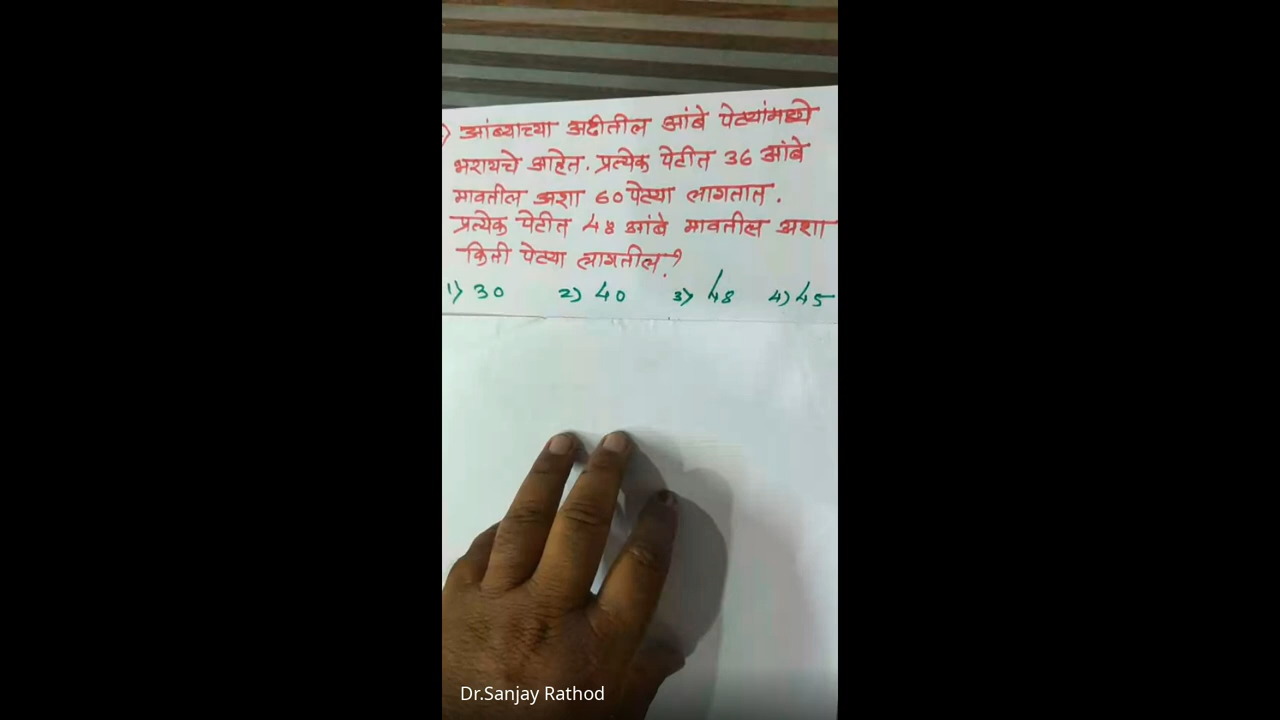 ) आंब्याच्या अढीतील आंबे पेट्यांमध्ये
भरायचे आहेत. प्रत्येक पेटीत 36 आंबे
मावतील अशा 60 पेट्या लागतात.
प्रत्येक पेटीत 48 आंबे मावतील अशा
किती पेट्या लागतील?
1) 30 2) 40 3) 48 4) 45
Dr.Sanjay Rathod